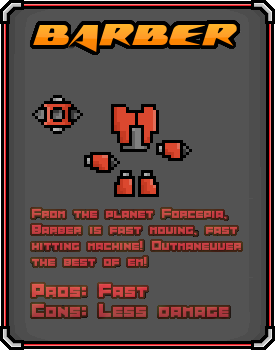 BARBER
From the planet Forcepia,
Barber is fast moving, fast
hitting machine! Outmaneuver
the best of em!
Pros: Fast
Cons: Less damage